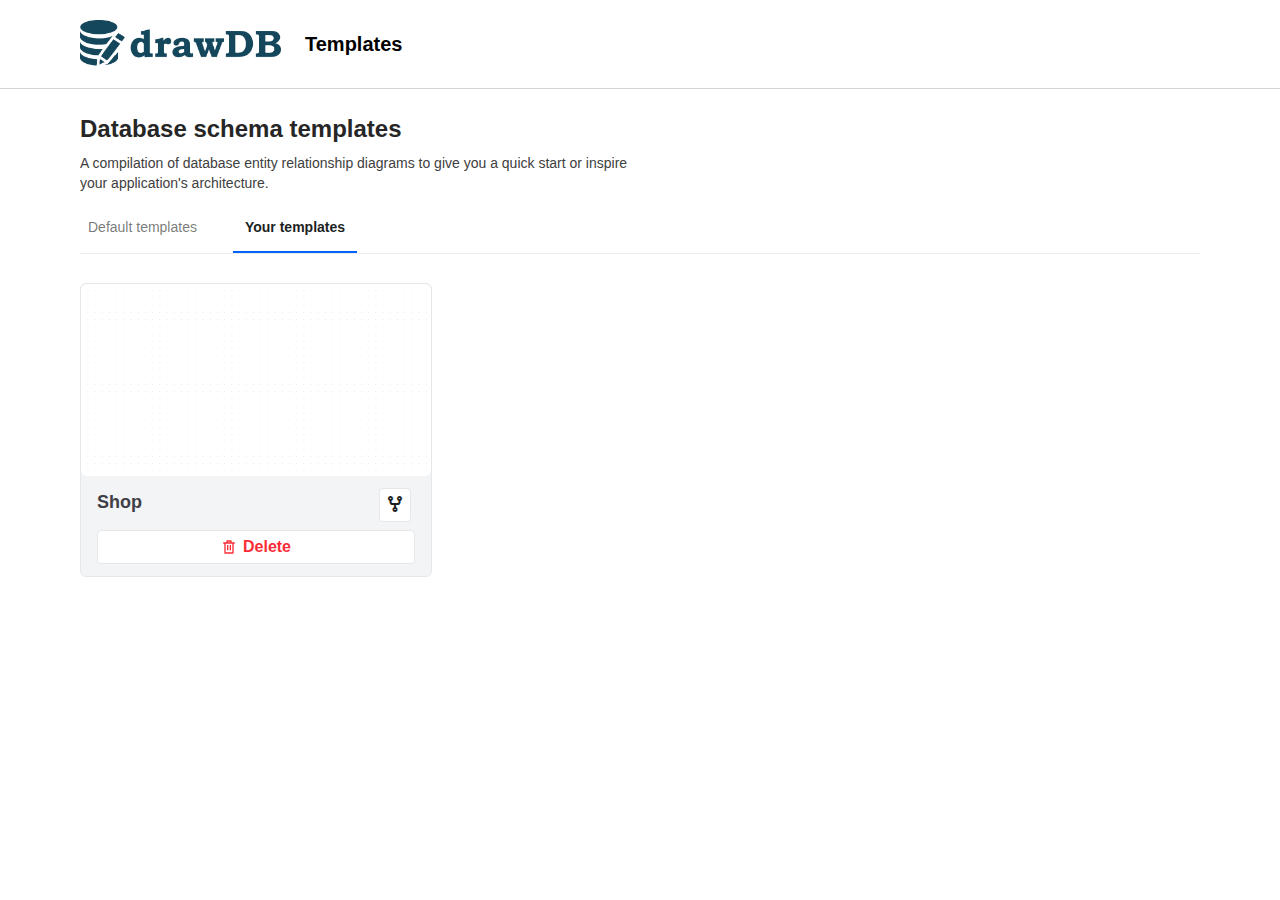 drawDB
Templates
Database schema templates
A compilation of database entity relationship diagrams to give you a quick start or inspire
your application's architecture.
Default templates
Your templates
Shop
Delete